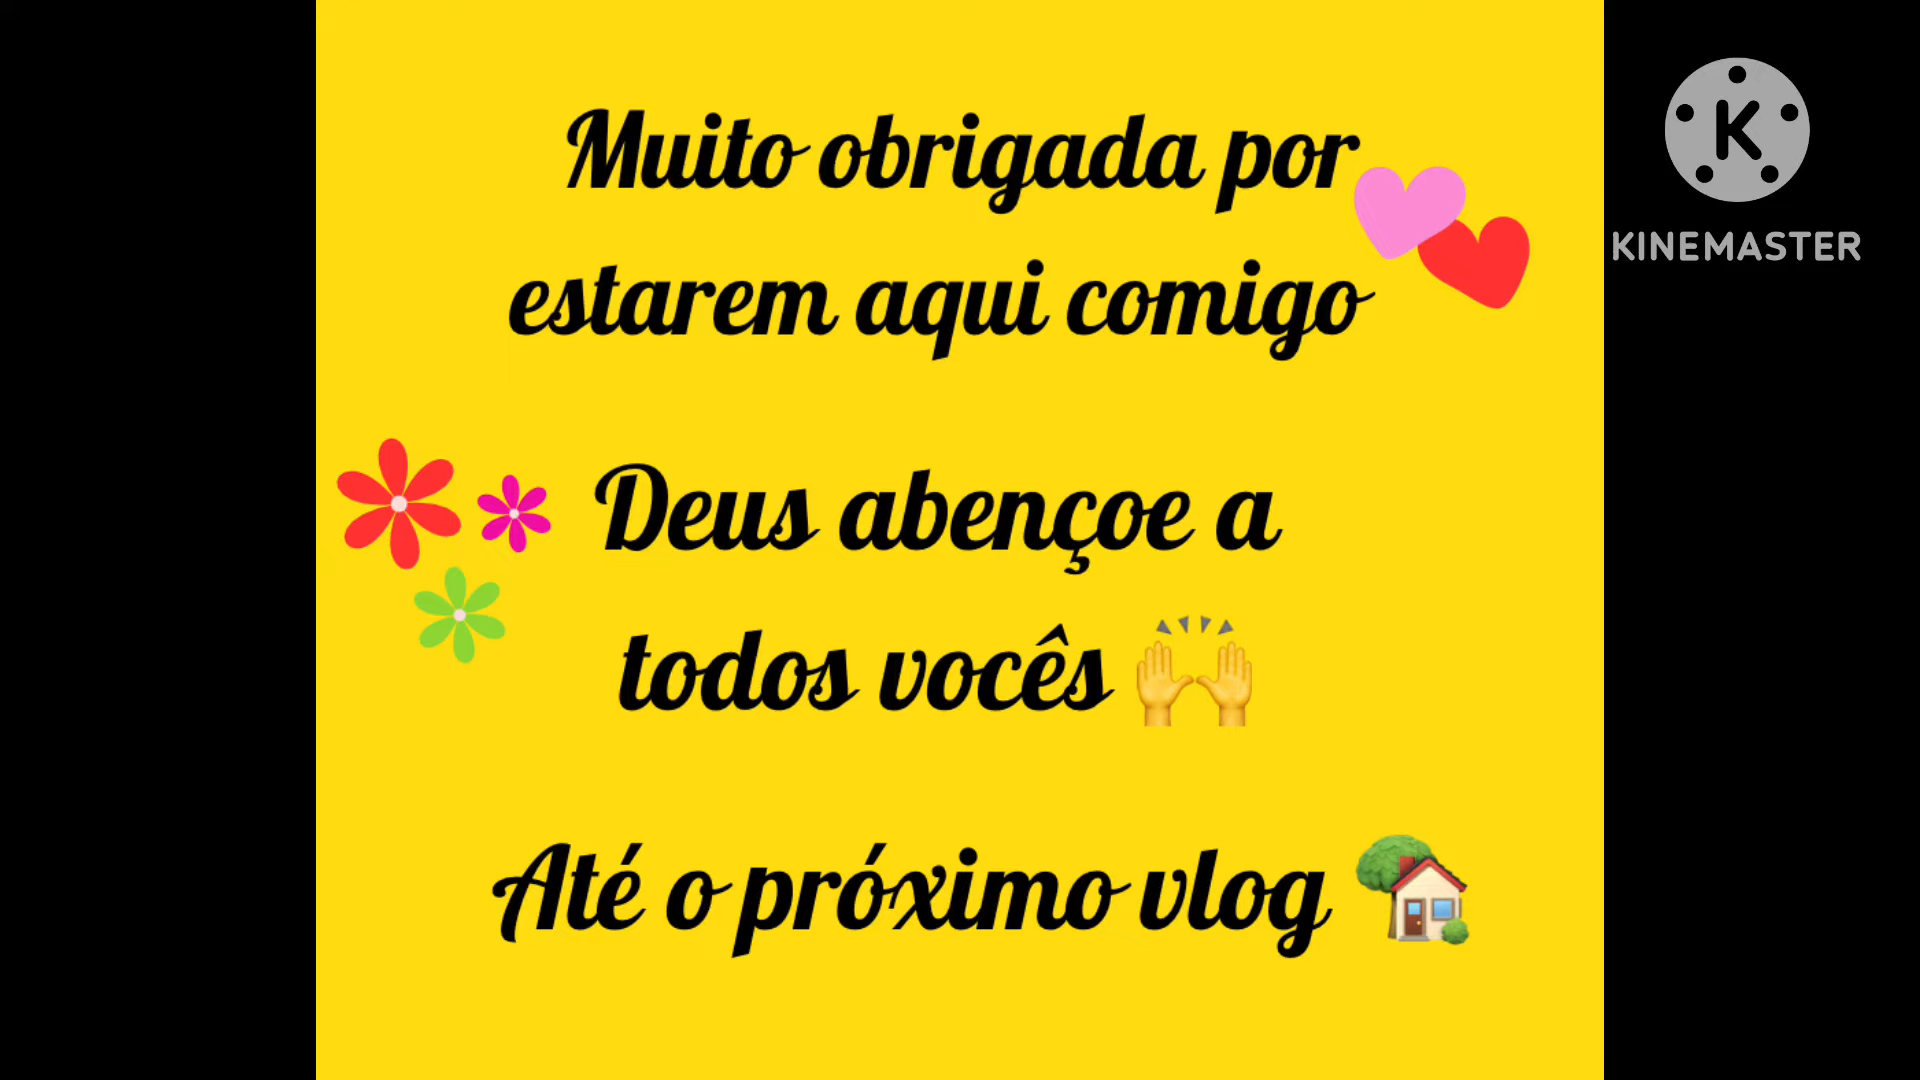 Muito obrigada por
estarem aqui comigo
Deus abençoe a
todos vocês 🙌
Até o próximo vlog 🏡
K
KINEMASTER